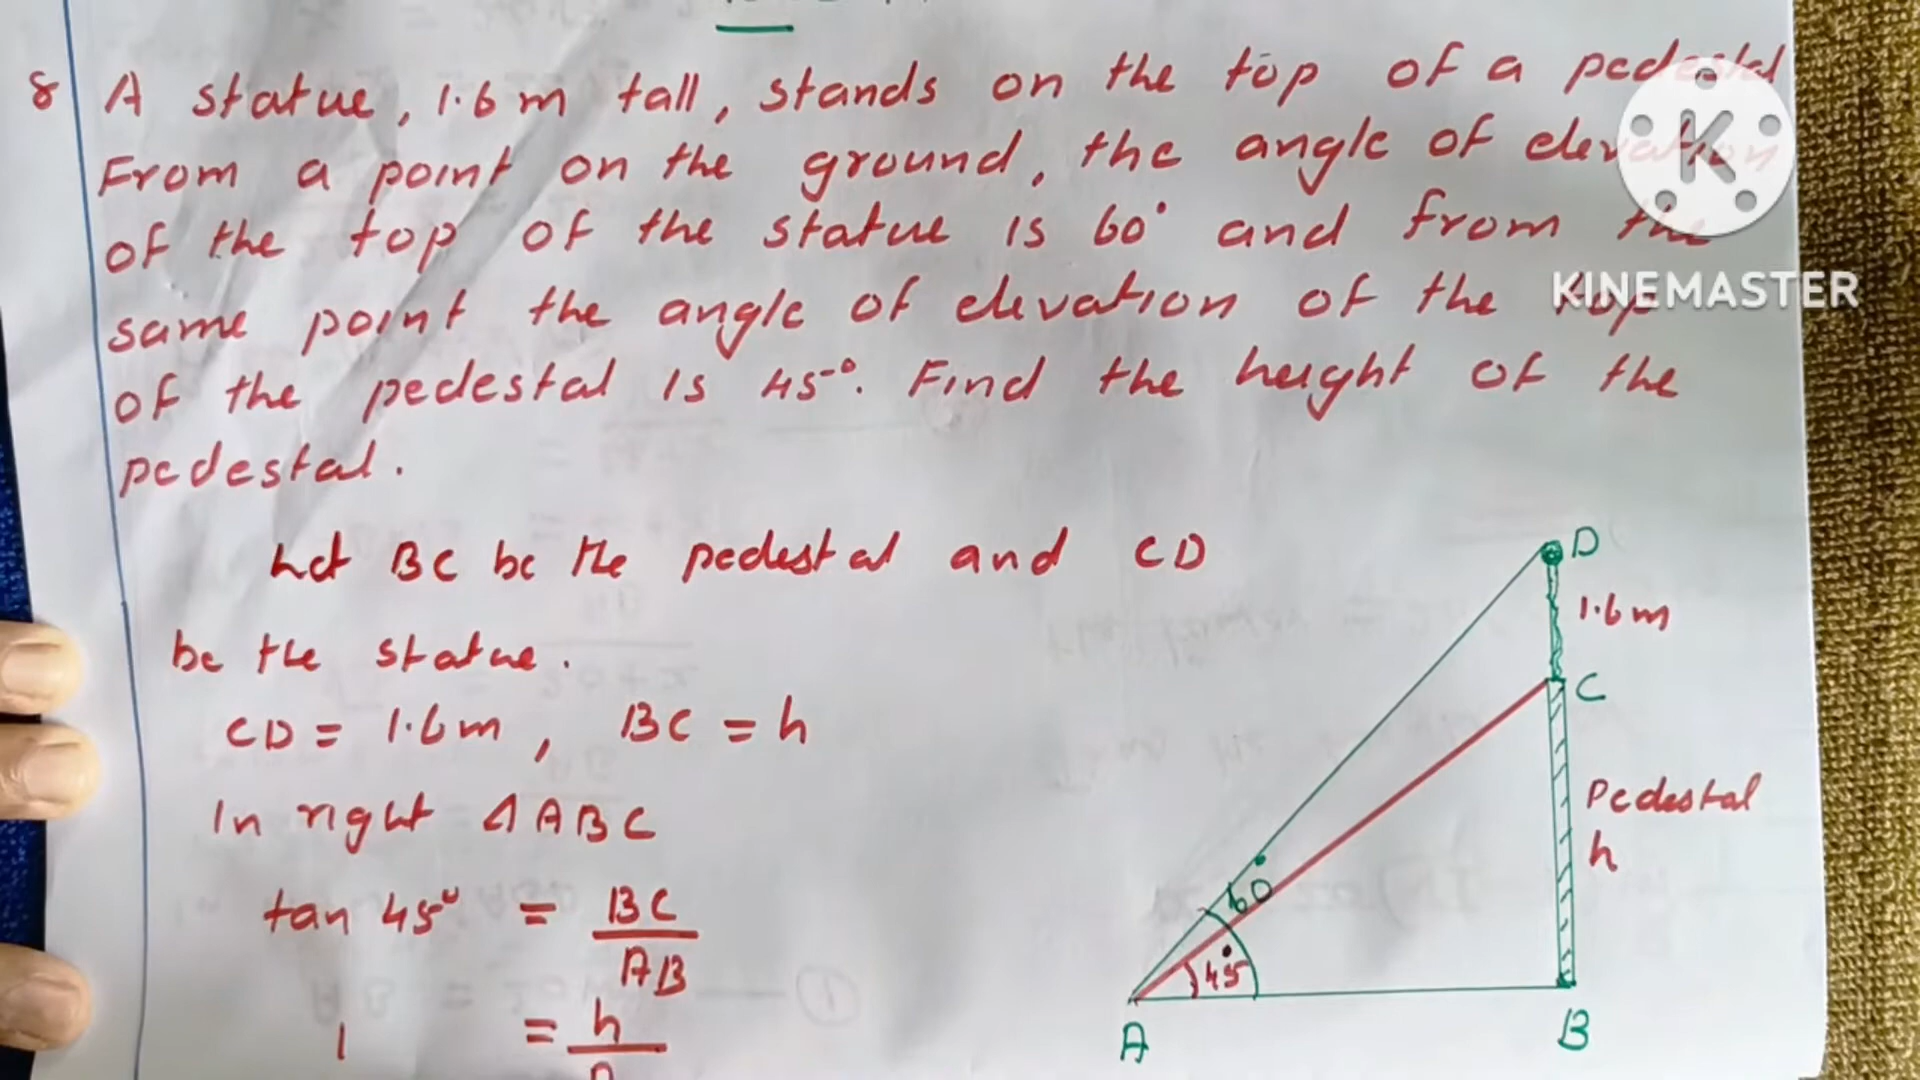 8 A statue, 1.6m tall, stands on the top of a pedestal
From a point on the ground, the angle of elevation
of the top of the statue is 60° and from the
same point the angle of elevation of the top
of the pedestal is 45°. Find the height of the
pedestal.
Let BC be the pedestal and CD
be the statue.
CD = 1.6m, BC = h
In right △ABC
tan 45° = BC
AB
1 = h
K
KINEMASTER
D
1.6m
C
Pedestal
h
60°
45°
A
B